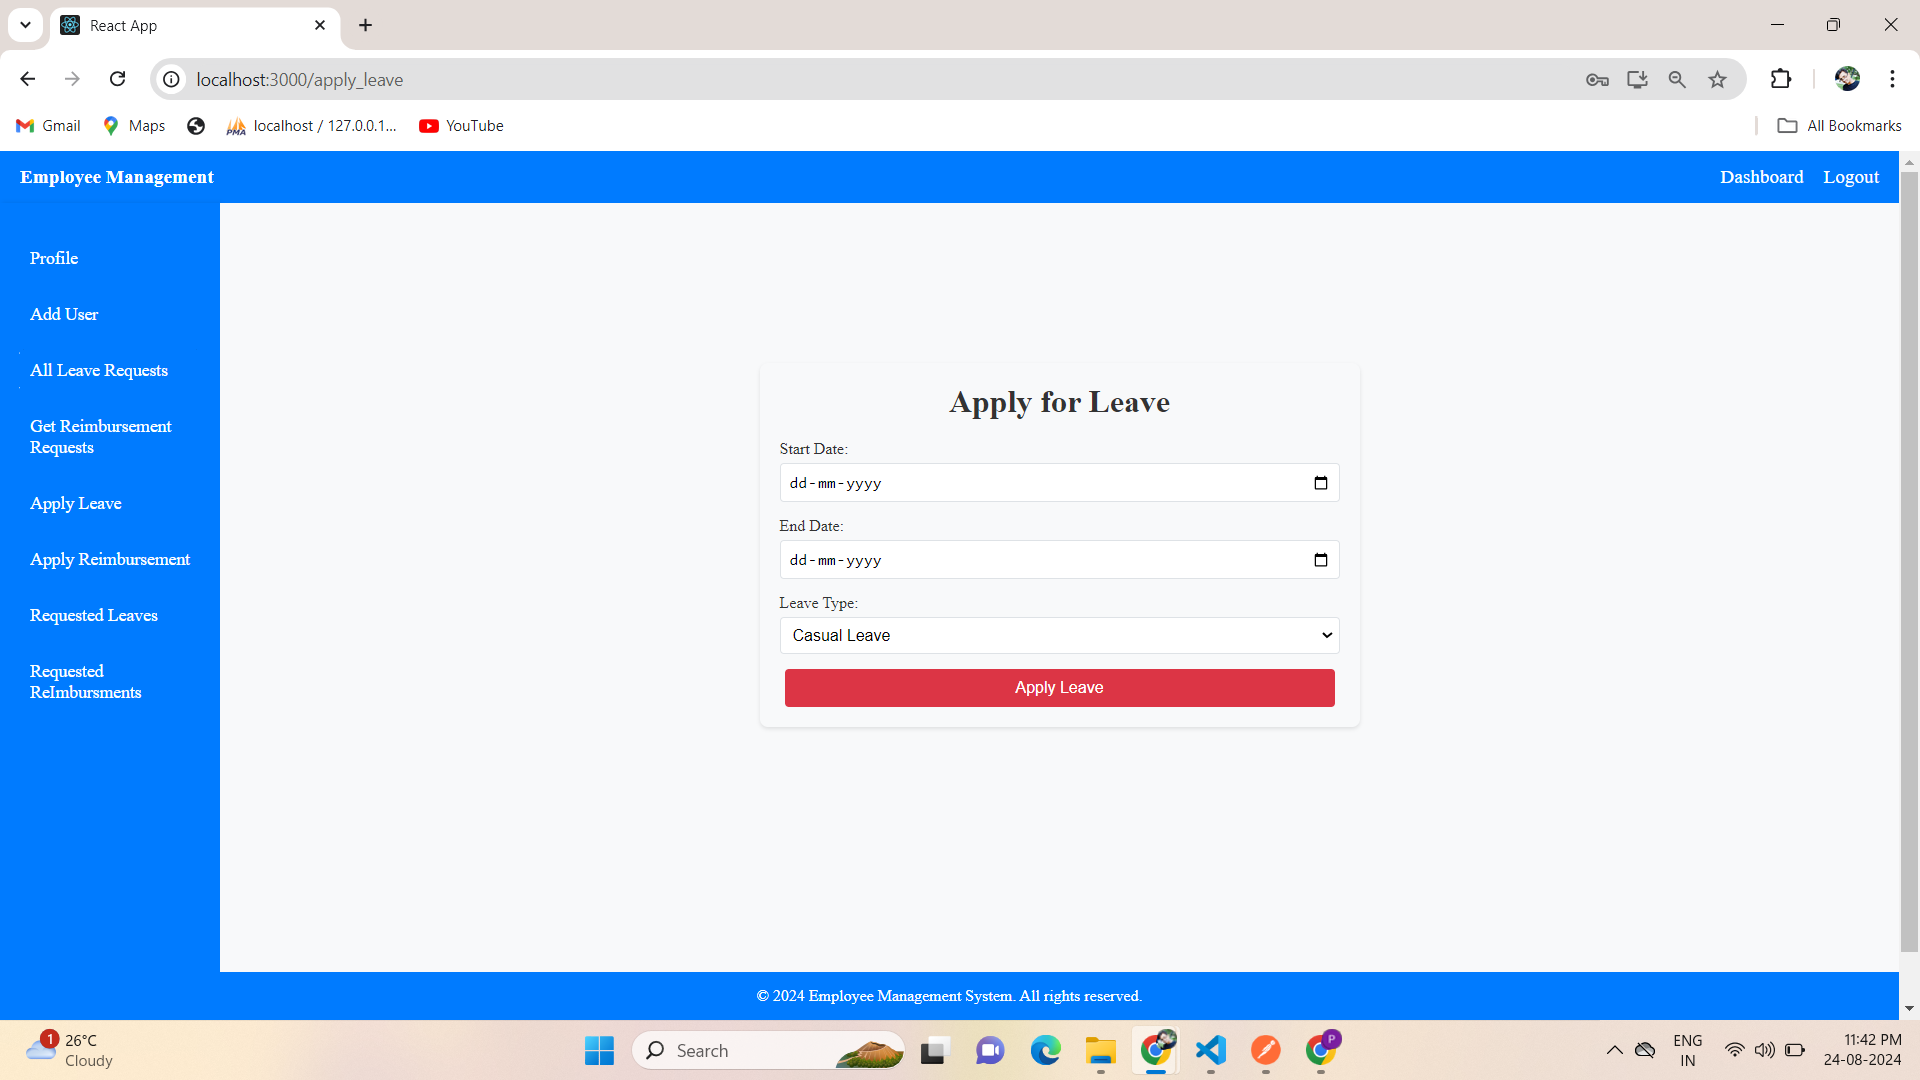 React App
localhost:3000/apply_leave
Gmail
Maps
PMA
localhost / 127.0.0.1...
YouTube
All Bookmarks
Employee Management
Dashboard
Logout
Profile
Add User
All Leave Requests
Get Reimbursement
Requests
Apply Leave
Apply Reimbursement
Requested Leaves
Requested
ReImbursments
Apply for Leave
Start Date:
dd-mm-yyyy
End Date:
dd-mm-yyyy
Leave Type:
Casual Leave
Apply Leave
© 2024 Employee Management System. All rights reserved.
1
26°C
Cloudy
Search
P
ENG
IN
11:42 PM
24-08-2024